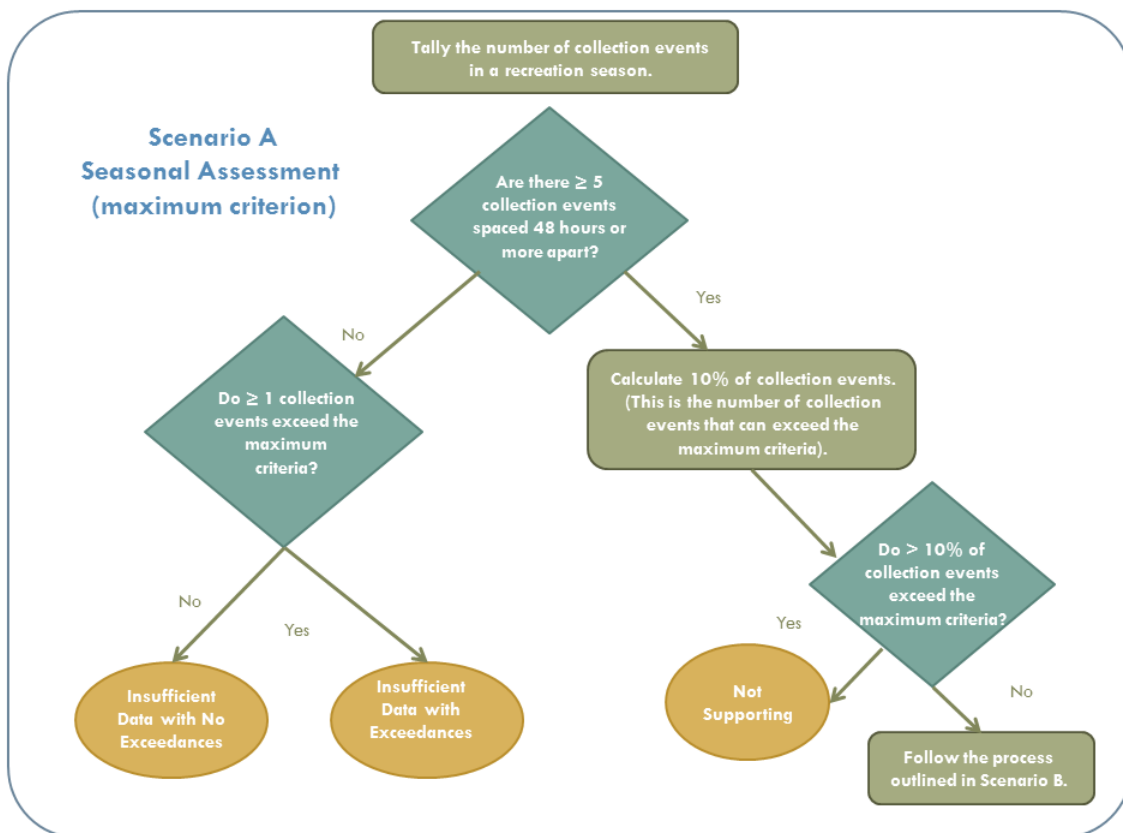 Tally the number of collection events
in a recreation season.
Scenario A
Seasonal Assessment
(maximum criterion)
Are there ≥ 5
collection events
spaced 48 hours or
more apart?
Yes
No
Calculate 10% of collection events.
(This is the number of collection
events that can exceed the
maximum criteria).
Do ≥ 1 collection
events exceed the
maximum
criteria?
Do > 10% of
collection events
exceed the
maximum criteria?
No
Yes
Yes
No
Insufficient
Data with No
Exceedances
Insufficient
Data with
Exceedances
Not
Supporting
Follow the process
outlined in Scenario B.